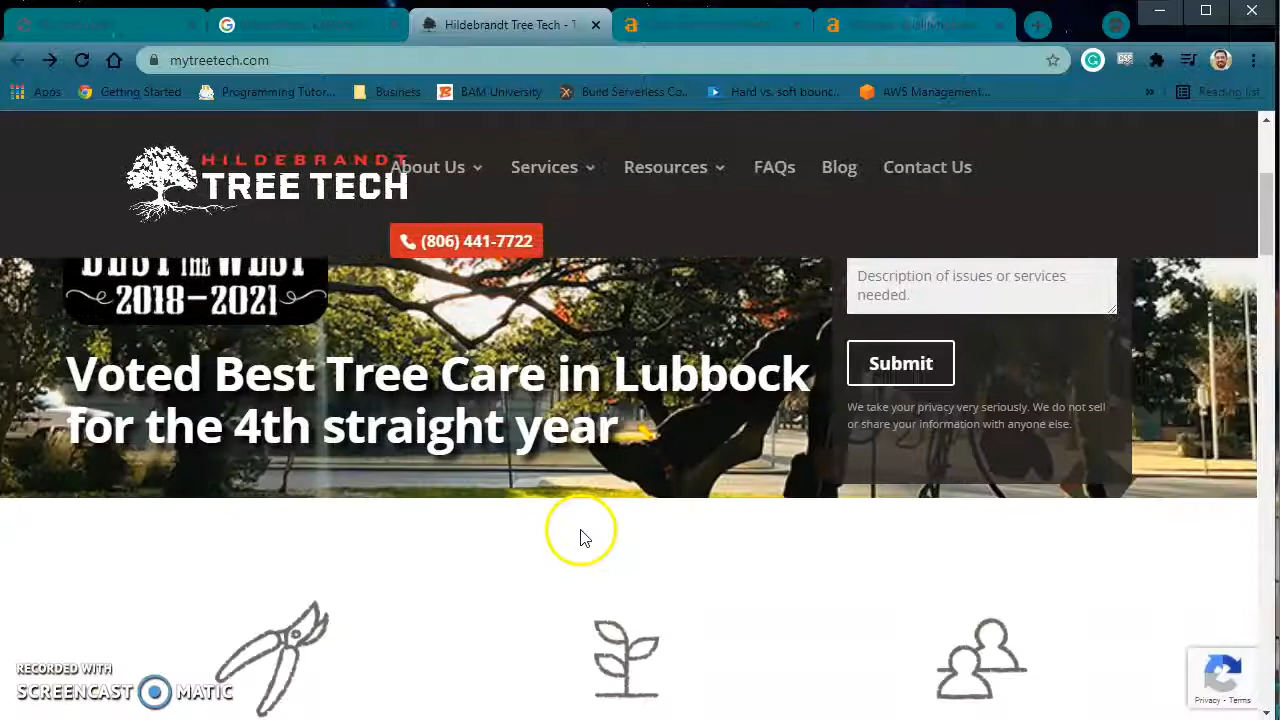 Hildebrandt Tree Tech - T
mytreetech.com
Apps
Getting Started
Programming Tutor...
Business
BAM University
Build Serverless Co...
Hard vs. soft bounc...
AWS Management...
»
Reading list
HILDEBRANDT
TREE TECH
About Us
Services
Resources
FAQs
Blog
Contact Us
(806) 441-7722
BEST THE WEST
2018–2021
Description of issues or services
needed.
Submit
We take your privacy very seriously. We do not sell
or share your information with anyone else.
Voted Best Tree Care in Lubbock
for the 4th straight year
RECORDED WITH
SCREENCAST MATIC
Privacy - Terms